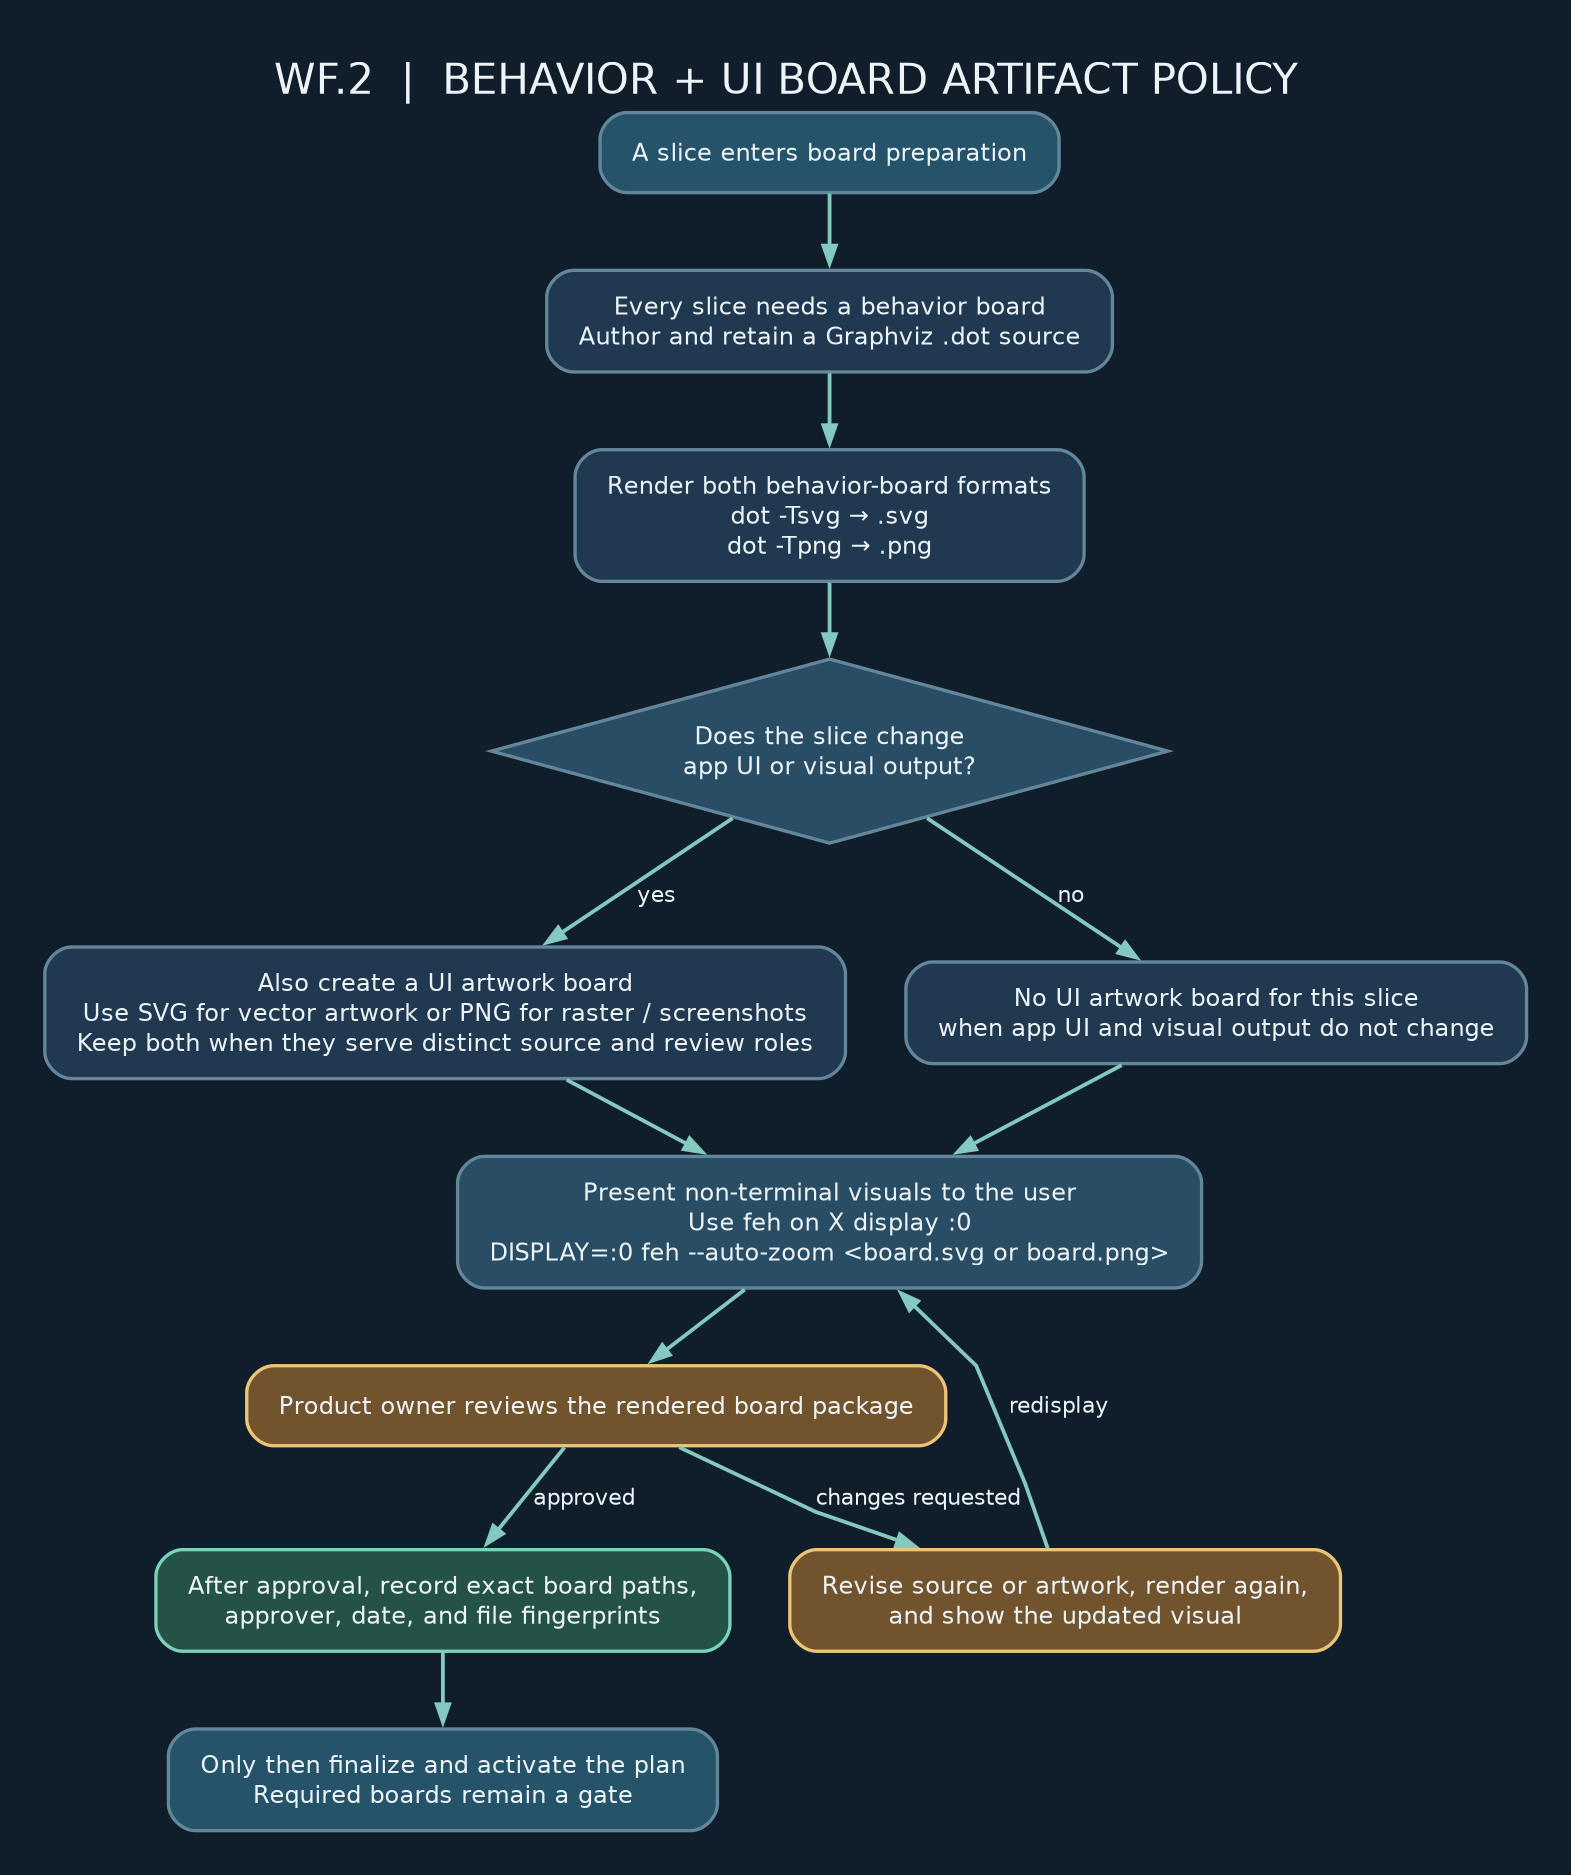 WF.2 | BEHAVIOR + UI BOARD ARTIFACT POLICY
A slice enters board preparation
Every slice needs a behavior board
Author and retain a Graphviz .dot source
Render both behavior-board formats
dot -Tsvg → .svg
dot -Tpng → .png
Does the slice change
app UI or visual output?
yes
no
Also create a UI artwork board
Use SVG for vector artwork or PNG for raster / screenshots
Keep both when they serve distinct source and review roles
No UI artwork board for this slice
when app UI and visual output do not change
Present non-terminal visuals to the user
Use feh on X display :0
DISPLAY=:0 feh --auto-zoom <board.svg or board.png>
Product owner reviews the rendered board package
redisplay
approved
changes requested
After approval, record exact board paths,
approver, date, and file fingerprints
Revise source or artwork, render again,
and show the updated visual
Only then finalize and activate the plan
Required boards remain a gate